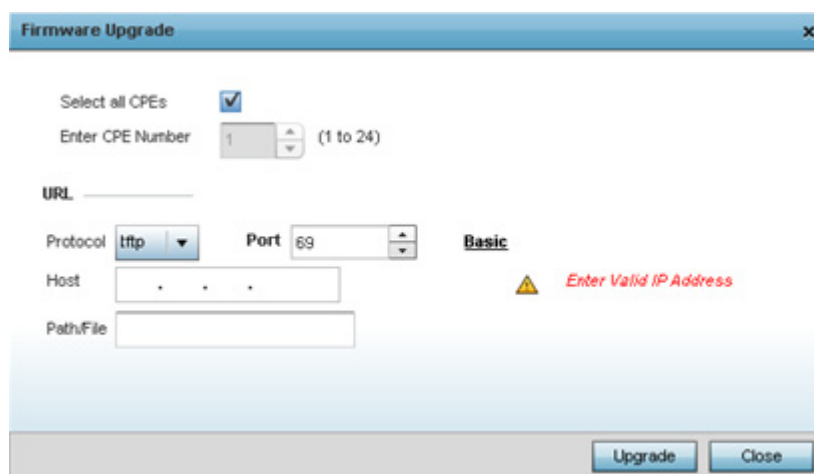 Firmware Upgrade
Select all CPEs
Enter CPE Number 1 (1 to 24)
URL
Protocol tftp Port 69 Basic
Host . . . Enter Valid IP Address
Path/File
Upgrade Close